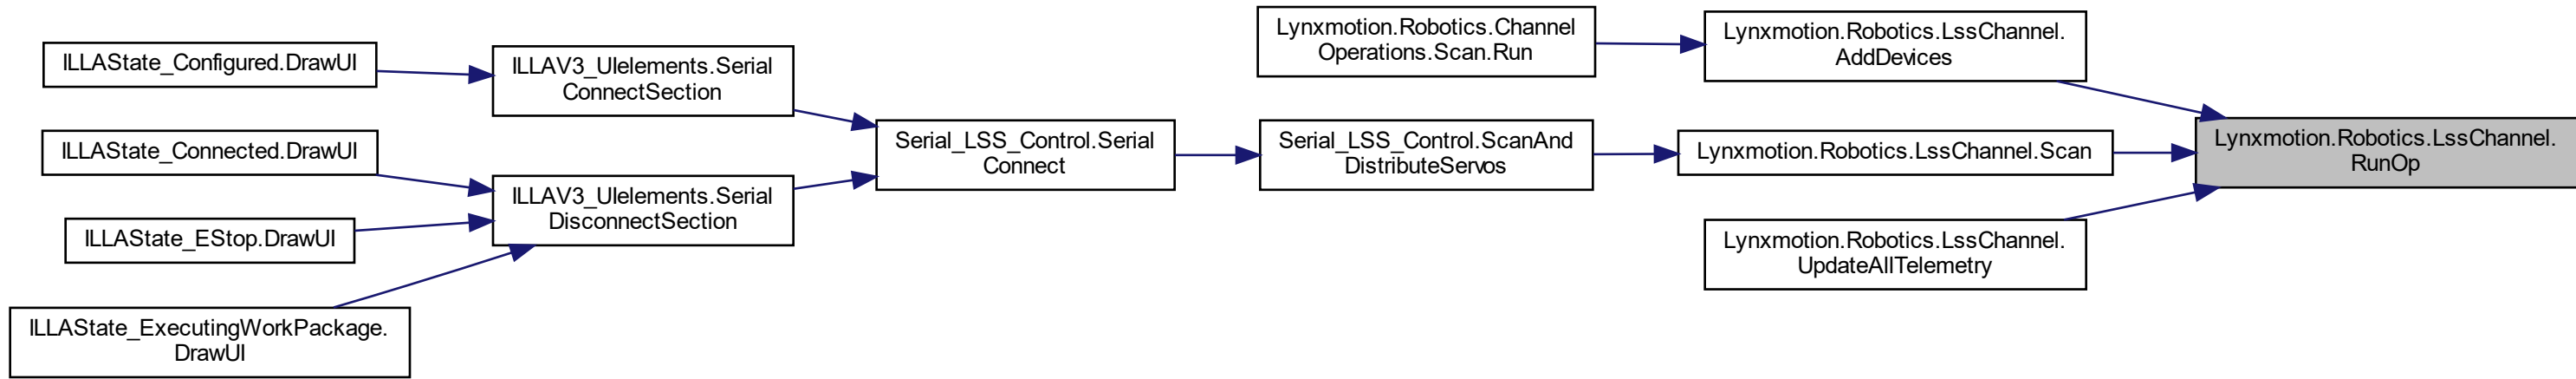 ILLAState_Configured.DrawUI
ILLAState_Connected.DrawUI
ILLAState_EStop.DrawUI
ILLAState_ExecutingWorkPackage.
DrawUI
ILLAV3_UIelements.Serial
ConnectSection
ILLAV3_UIelements.Serial
DisconnectSection
Serial_LSS_Control.Serial
Connect
Lynxmotion.Robotics.Channel
Operations.Scan.Run
Serial_LSS_Control.ScanAnd
DistributeServos
Lynxmotion.Robotics.LssChannel.
AddDevices
Lynxmotion.Robotics.LssChannel.Scan
Lynxmotion.Robotics.LssChannel.
UpdateAllTelemetry
Lynxmotion.Robotics.LssChannel.
RunOp